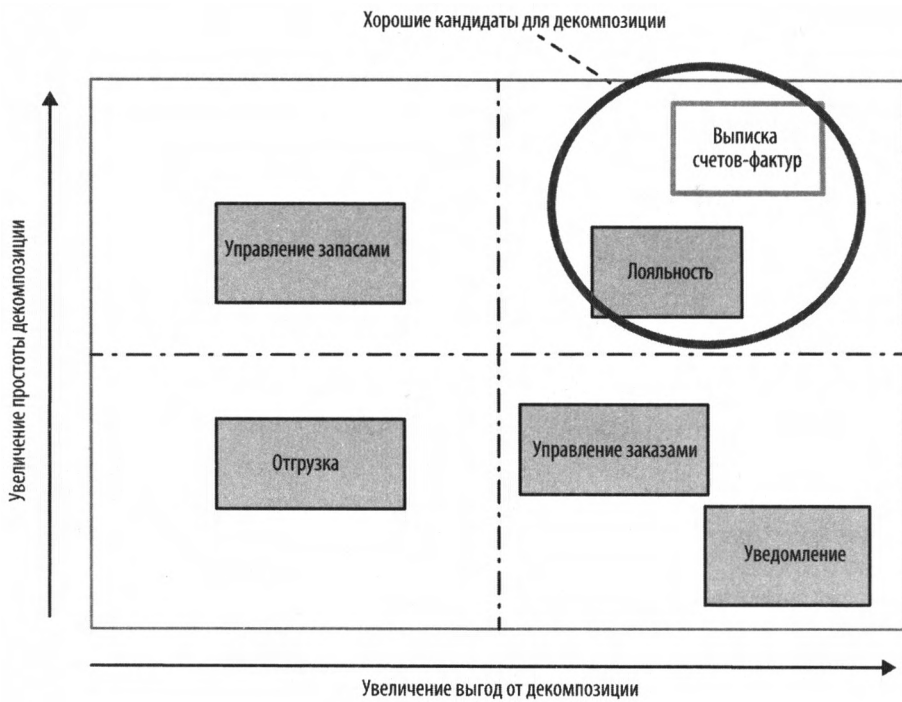 Хорошие кандидаты для декомпозиции
Выписка
счетов-фактур
Управление запасами
Лояльность
Увеличение простоты декомпозиции
Отгрузка
Управление заказами
Уведомление
Увеличение выгод от декомпозиции